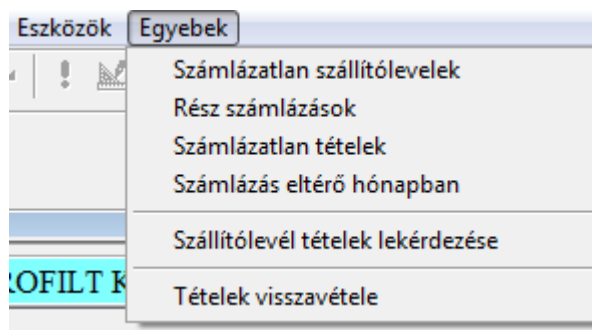 Eszközök Egyebek
Számlázatlan szállítólevelek
Rész számlázások
Számlázatlan tételek
Számlázás eltérő hónapban
Szállítólevél tételek lekérdezése
Tételek visszavétele